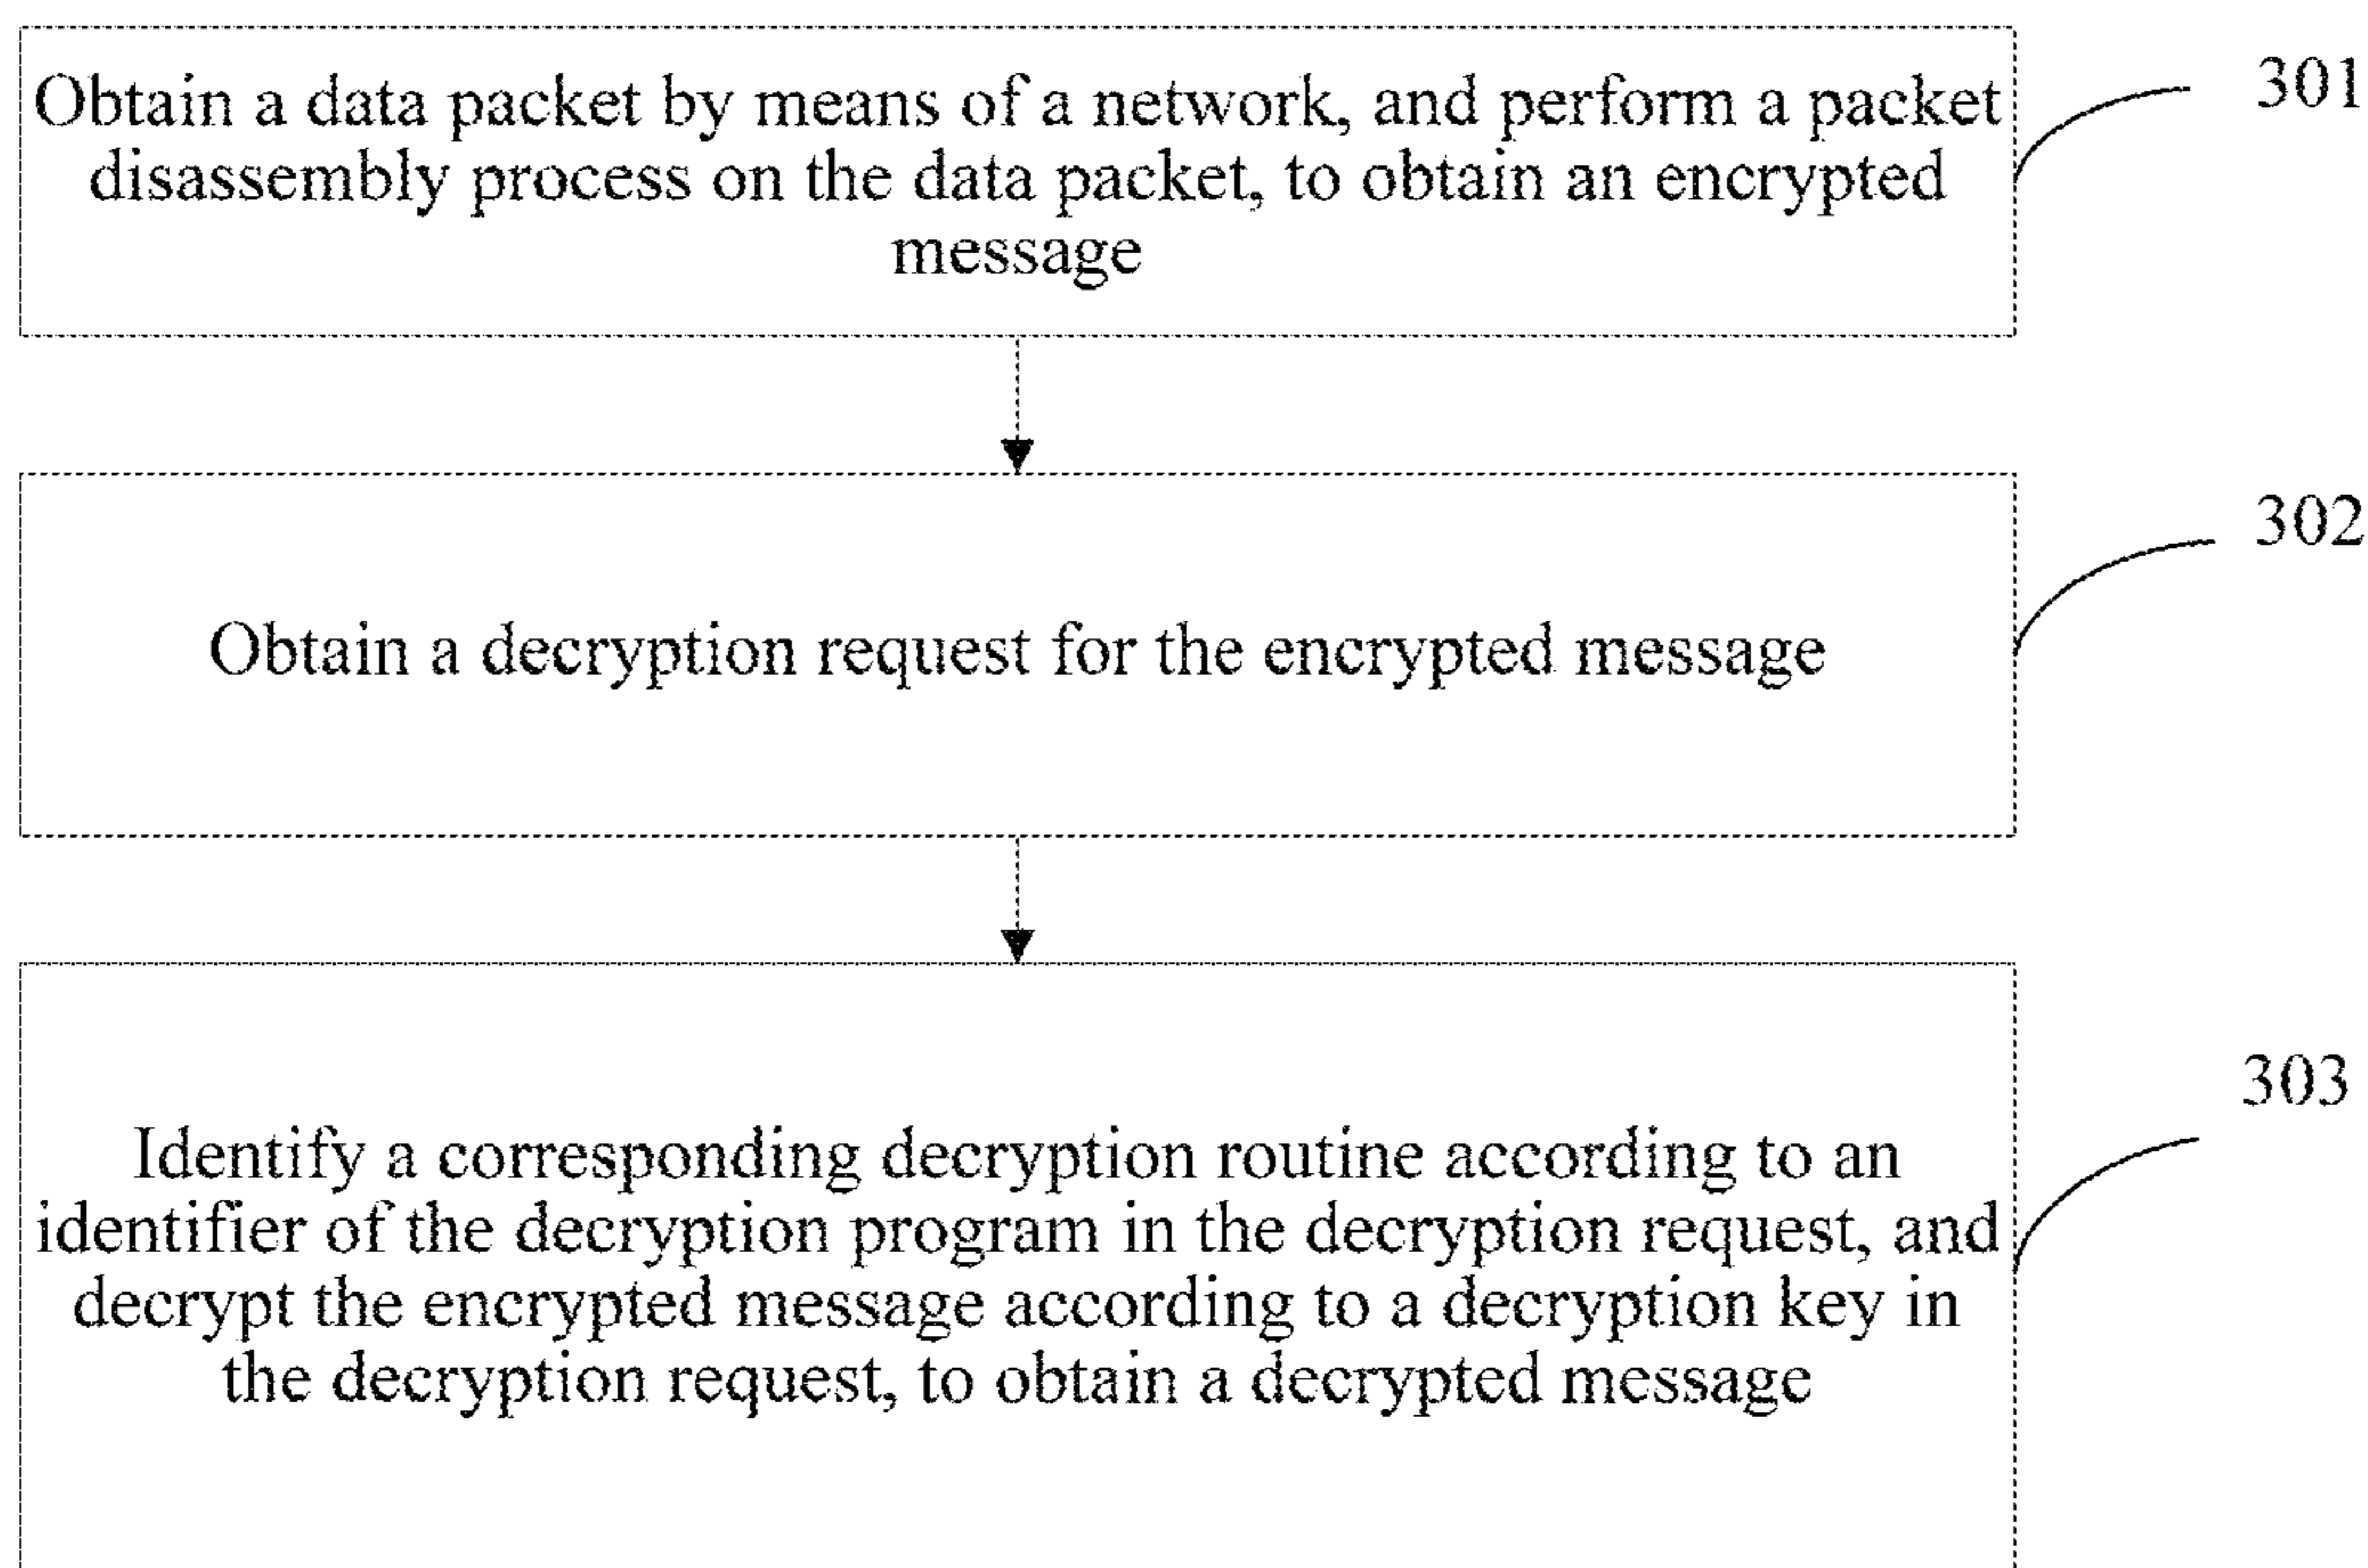 Obtain a data packet by means of a network, and perform a packet
disassembly process on the data packet, to obtain an encrypted
message
301
Obtain a decryption request for the encrypted message
302
Identify a corresponding decryption routine according to an
identifier of the decryption program in the decryption request, and
decrypt the encrypted message according to a decryption key in
the decryption request, to obtain a decrypted message
303